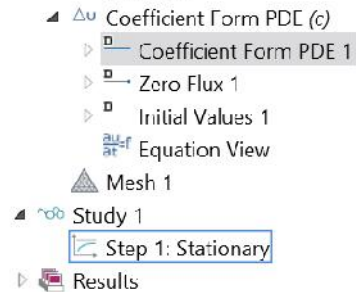 Δu Coefficient Form PDE (c)
D Coefficient Form PDE 1
D Zero Flux 1
D Initial Values 1
∂u/∂t=f Equation View
Mesh 1
Study 1
Step 1: Stationary
Results